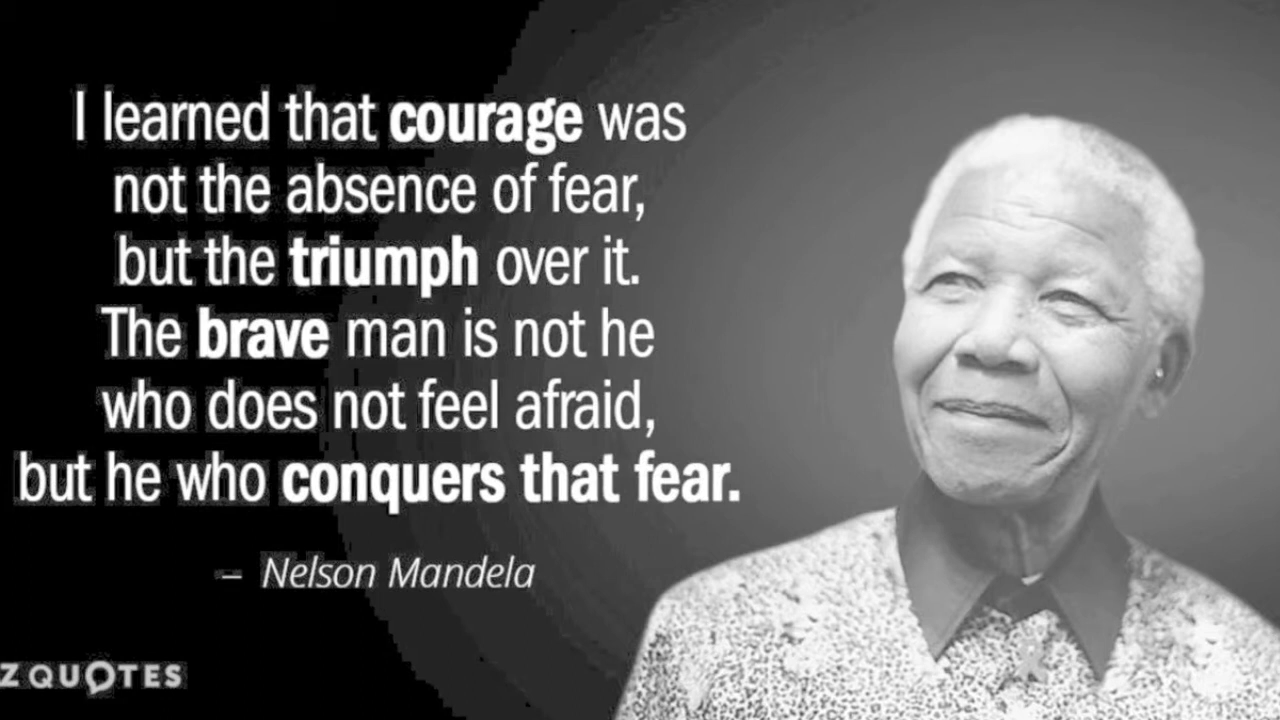 I learned that courage was
not the absence of fear,
but the triumph over it.
The brave man is not he
who does not feel afraid,
but he who conquers that fear.
– Nelson Mandela
Z QUOTES